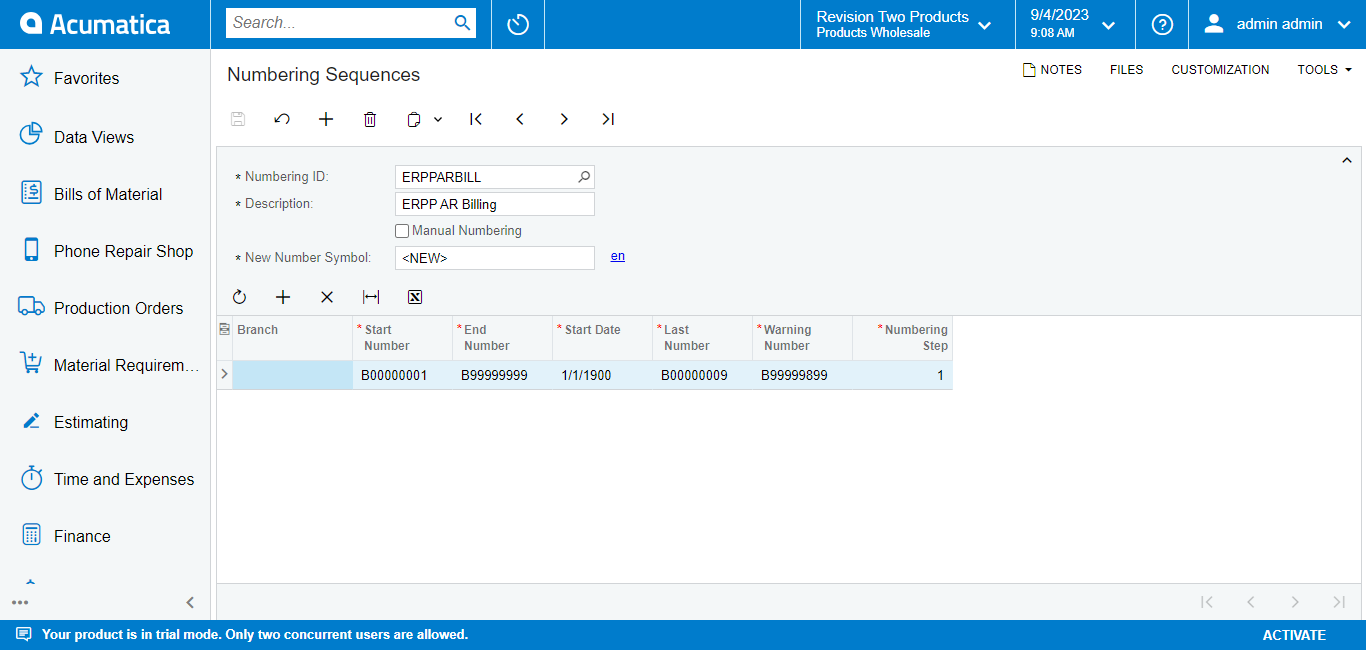 Acumatica
Search...
Revision Two Products
Products Wholesale
9/4/2023
9:08 AM
admin admin
Favorites
Data Views
Bills of Material
Phone Repair Shop
Production Orders
Material Requirem...
Estimating
Time and Expenses
Finance
Numbering Sequences
NOTES FILES CUSTOMIZATION TOOLS
* Numbering ID: ERPPARBILL
* Description: ERPP AR Billing
Manual Numbering
* New Number Symbol: <NEW> en
Branch * Start Number * End Number * Start Date * Last Number * Warning Number * Numbering Step
B00000001 B99999999 1/1/1900 B00000009 B99999899 1
Your product is in trial mode. Only two concurrent users are allowed. ACTIVATE